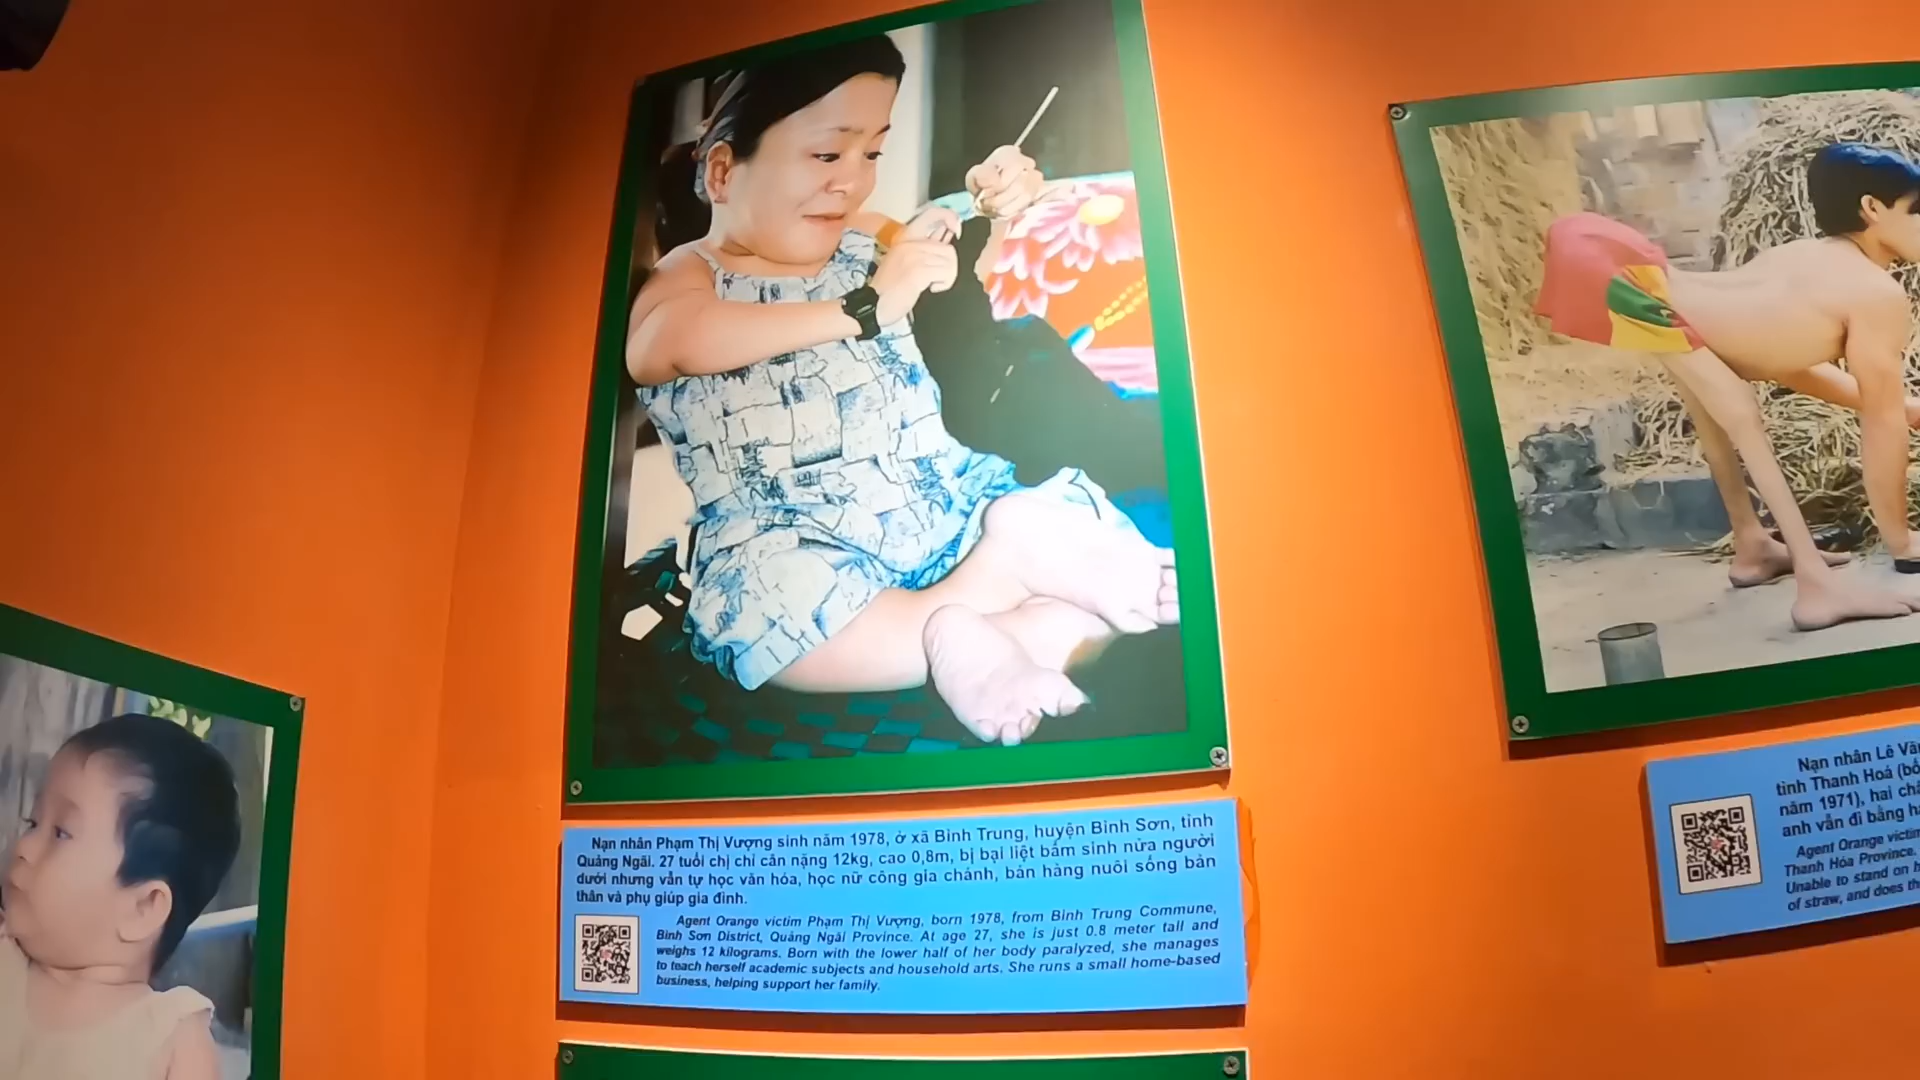 Nạn nhân Phạm Thị Vượng sinh năm 1978, ở xã Bình Trung, huyện Bình Sơn, tỉnh
Quảng Ngãi. 27 tuổi chị chỉ cân nặng 12kg, cao 0,8m, bị bại liệt bẩm sinh nửa người
dưới nhưng vẫn tự học văn hóa, học nữ công gia chánh, bán hàng nuôi sống bản
thân và phụ giúp gia đình.
Agent Orange victim Phạm Thị Vượng, born 1978, from Bình Trung Commune,
Bình Sơn District, Quảng Ngãi Province. At age 27, she is just 0.8 meter tall and
weighs 12 kilograms. Born with the lower half of her body paralyzed, she manages
to teach herself academic subjects and household arts. She runs a small home-based
business, helping support her family.
Nạn nhân Lê
tỉnh Thanh Hoá
năm 1971), hai
anh vẫn đi bằng
Agent Orange
Thanh Hóa Province.
Unable to stand on
of straw, and does